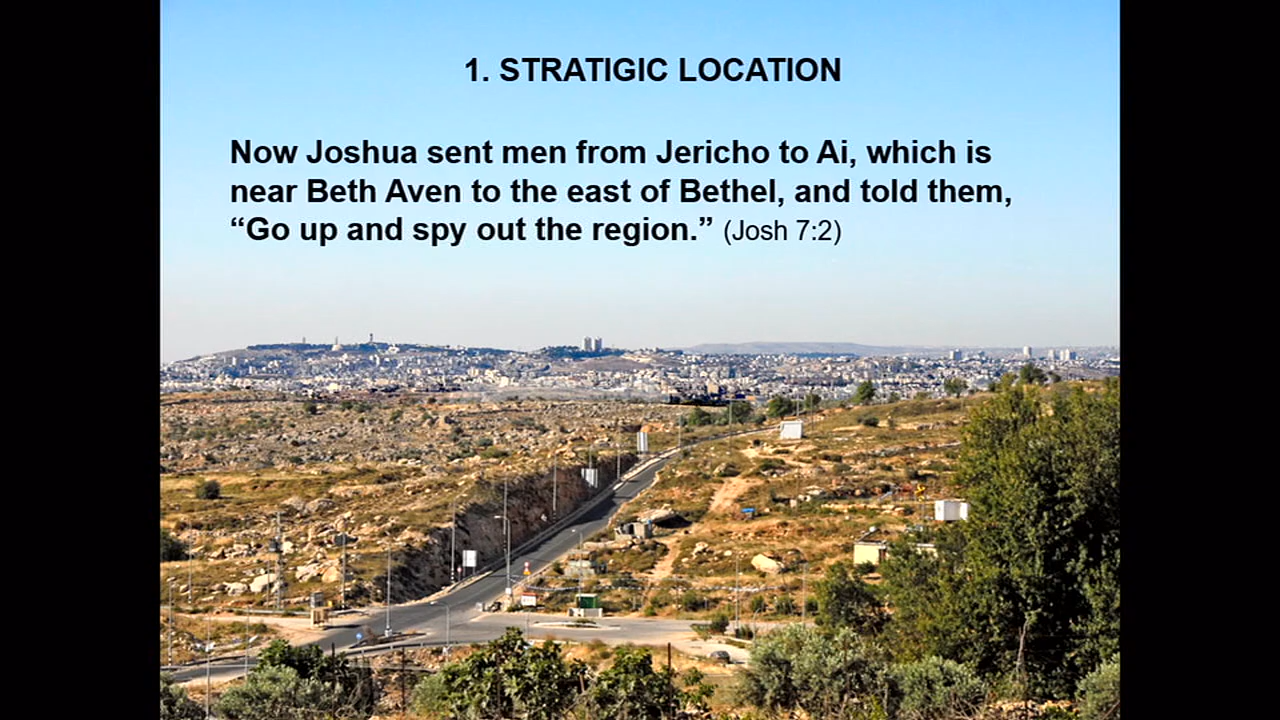 1. STRATIGIC LOCATION
Now Joshua sent men from Jericho to Ai, which is
near Beth Aven to the east of Bethel, and told them,
“Go up and spy out the region.” (Josh 7:2)